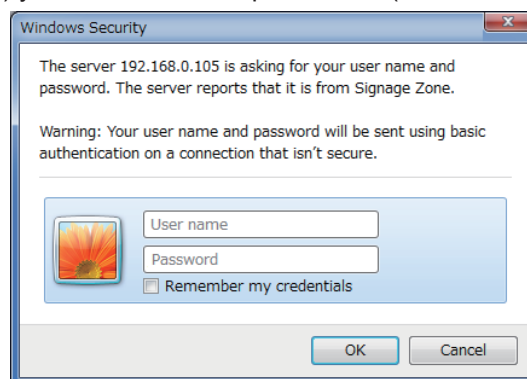 Windows Security
The server 192.168.0.105 is asking for your user name and
password. The server reports that it is from Signage Zone.
Warning: Your user name and password will be sent using basic
authentication on a connection that isn't secure.
User name
Password
Remember my credentials
OK Cancel